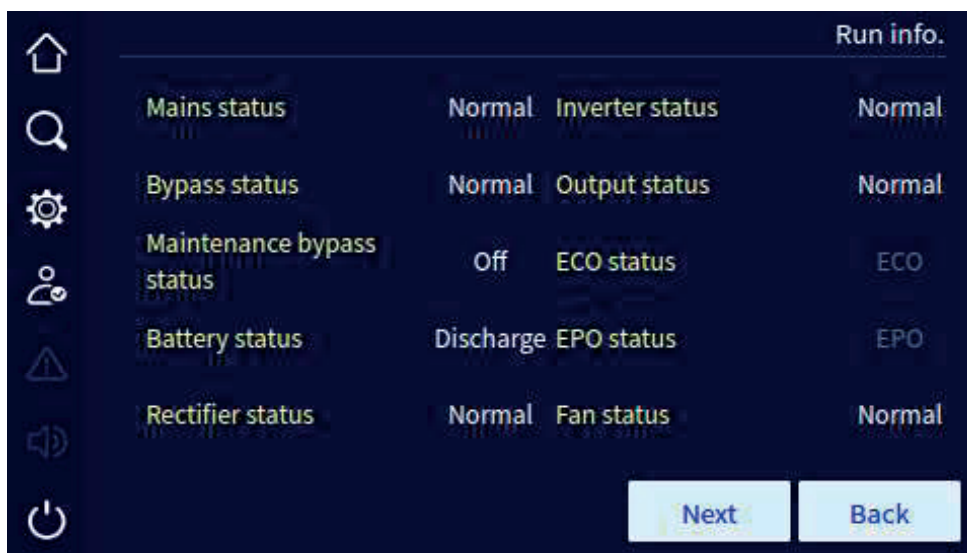 Run info.
Mains status Normal Inverter status Normal
Bypass status Normal Output status Normal
Maintenance bypass
status Off ECO status ECO
Battery status Discharge EPO status EPO
Rectifier status Normal Fan status Normal
Next Back